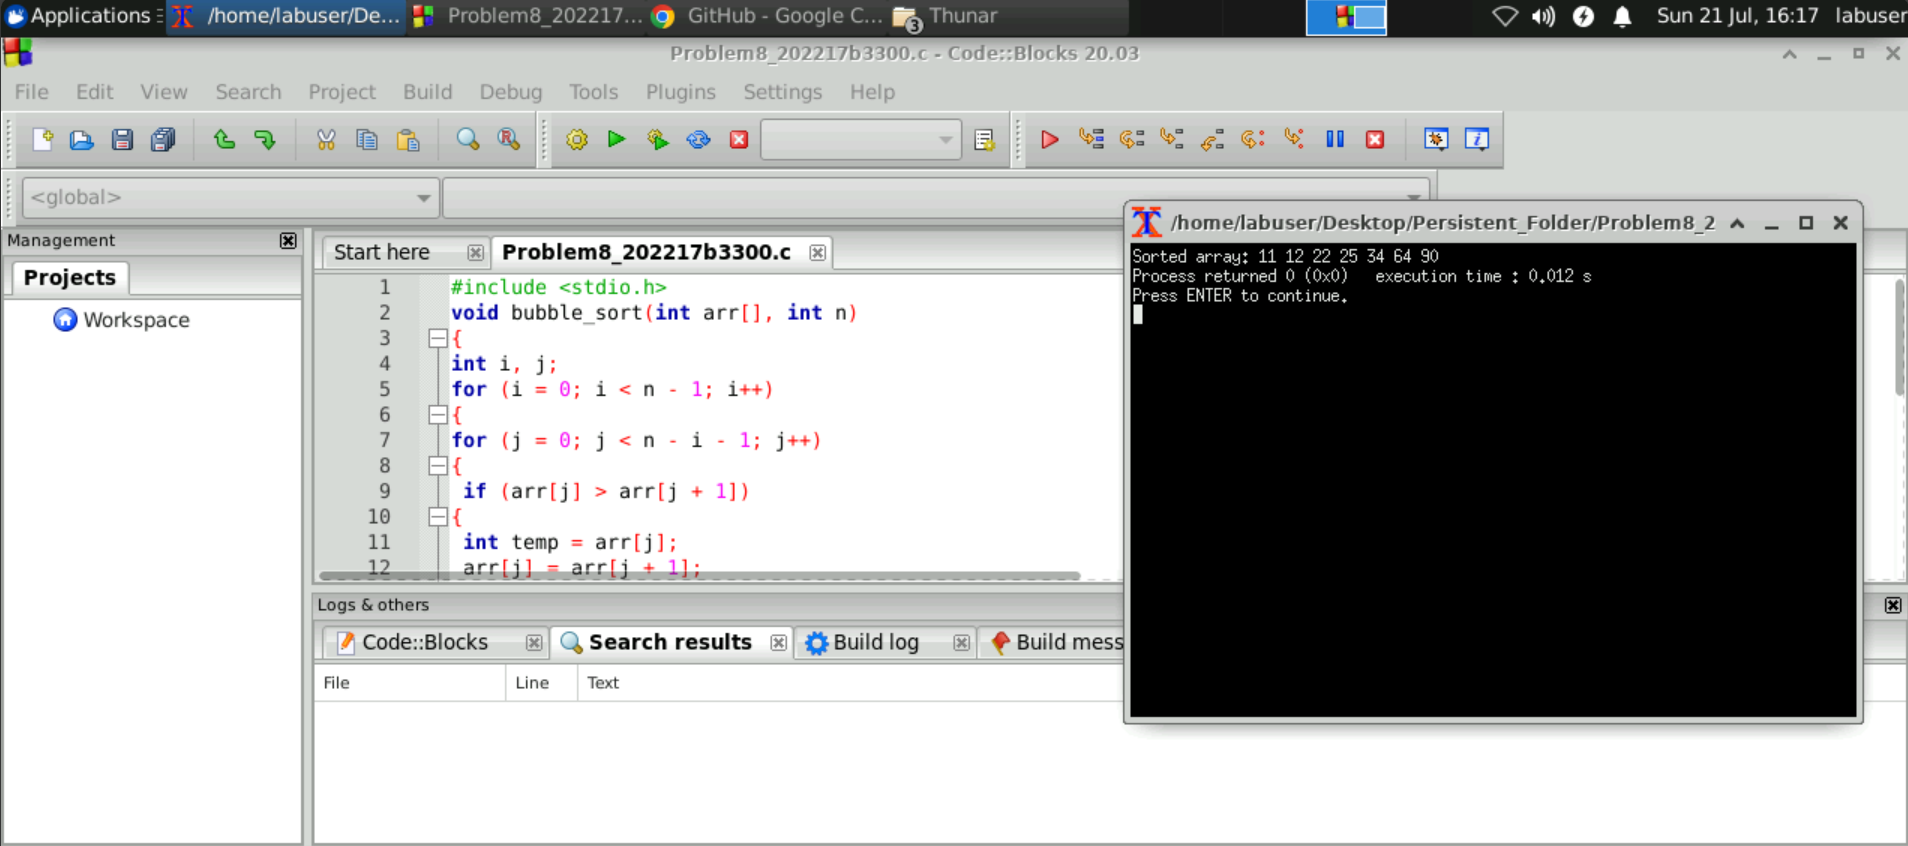 Applications
/home/labuser/De...
Problem8_202217...
GitHub - Google C...
3
Thunar
Sun 21 Jul, 16:17 labuser
Problem8_202217b3300.c - Code::Blocks 20.03
File Edit View Search Project Build Debug Tools Plugins Settings Help
<global>
Management
Projects
Workspace
Start here
Problem8_202217b3300.c
1 #include <stdio.h>
2 void bubble_sort(int arr[], int n)
3 {
4 int i, j;
5 for (i = 0; i < n - 1; i++)
6 {
7 for (j = 0; j < n - i - 1; j++)
8 {
9 if (arr[j] > arr[j + 1])
10 {
11 int temp = arr[j];
12 arr[j] = arr[j + 1];
/home/labuser/Desktop/Persistent_Folder/Problem8_2
Sorted array: 11 12 22 25 34 64 90
Process returned 0 (0x0) execution time : 0.012 s
Press ENTER to continue.
Logs & others
Code::Blocks
Search results
Build log
Build mess
File Line Text